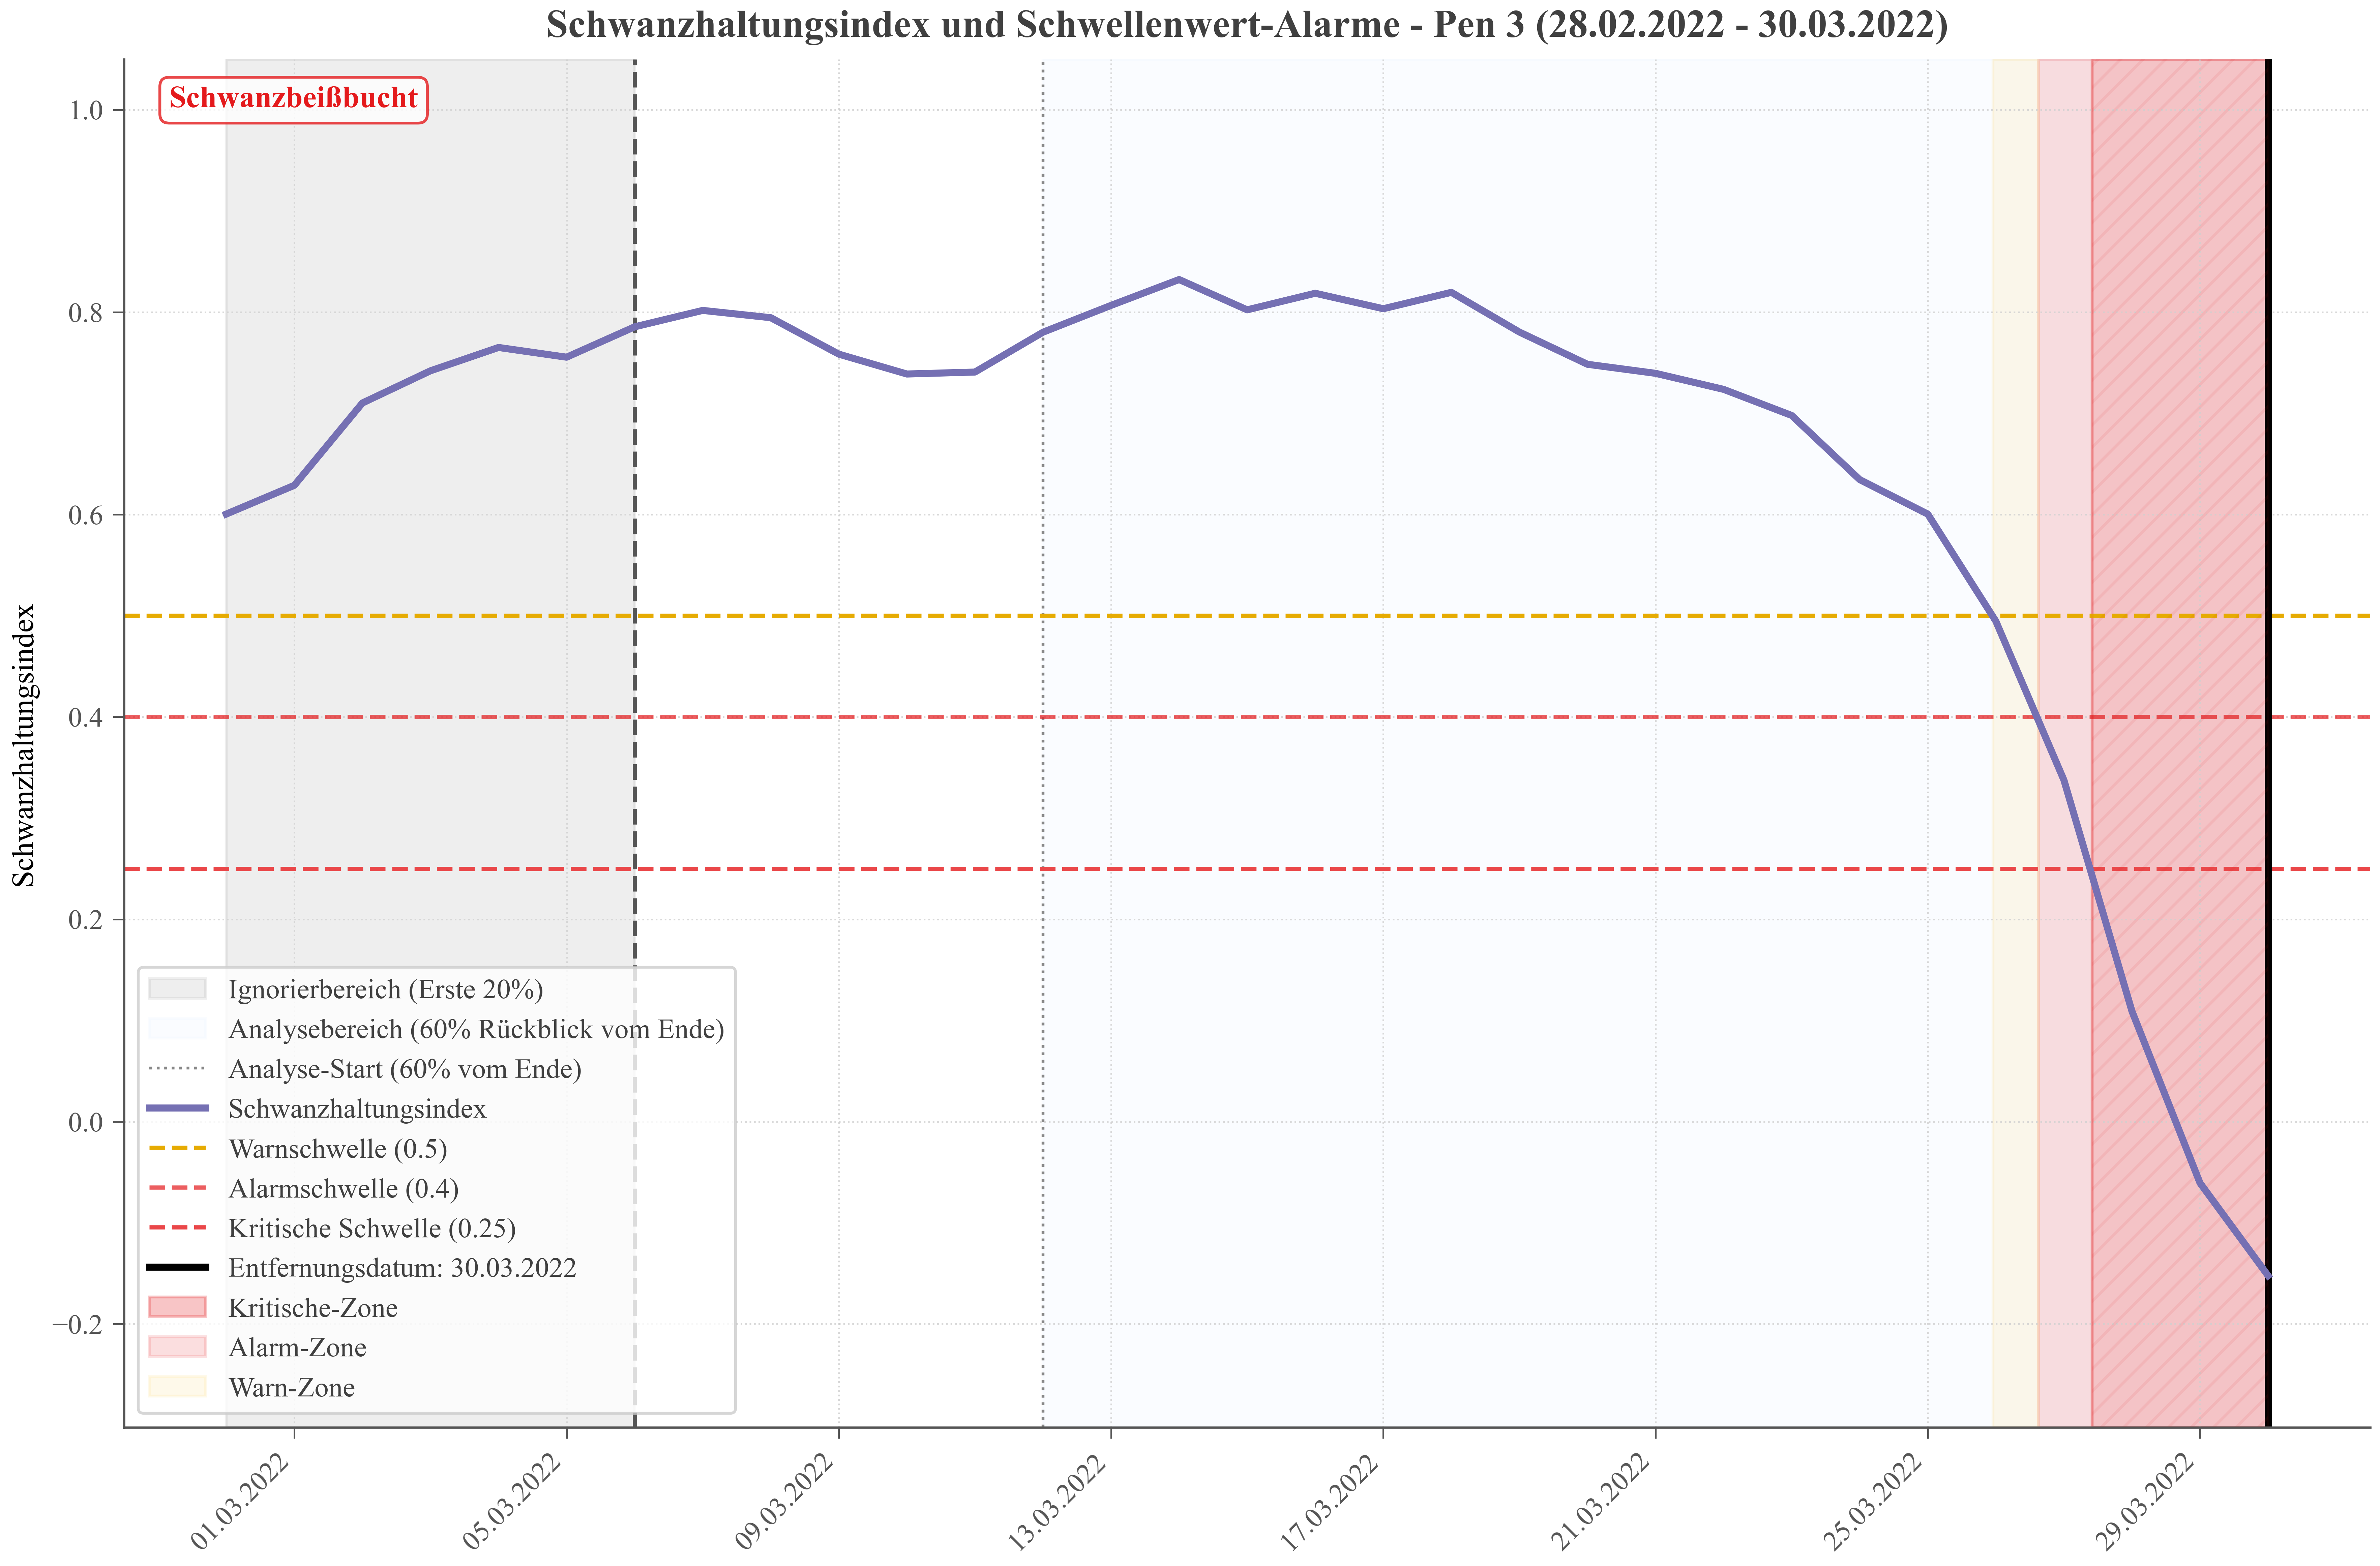 Schwanzhaltungsindex und Schwellenwert-Alarme - Pen 3 (28.02.2022 - 30.03.2022)
Schwanzbeißbucht
Schwanzhaltungsindex
1.0
0.8
0.6
0.4
0.2
0.0
−0.2
Ignorierbereich (Erste 20%)
Analysebereich (60% Rückblick vom Ende)
Analyse-Start (60% vom Ende)
Schwanzhaltungsindex
Warnschwelle (0.5)
Alarmschwelle (0.4)
Kritische Schwelle (0.25)
Entfernungsdatum: 30.03.2022
Kritische-Zone
Alarm-Zone
Warn-Zone
01.03.2022
05.03.2022
09.03.2022
13.03.2022
17.03.2022
21.03.2022
25.03.2022
29.03.2022